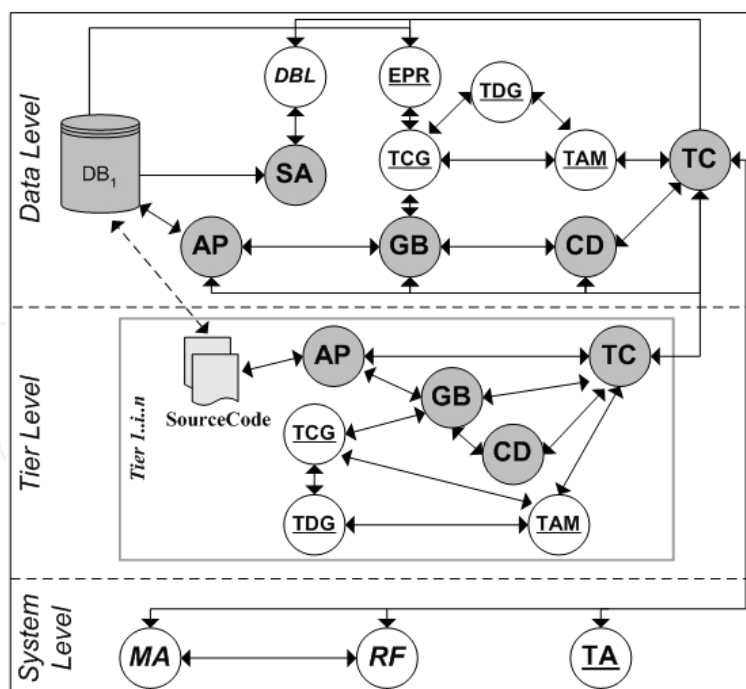 Data Level
DBL
EPR
TDG
TCG
TAM
TC
DB1
SA
AP
GB
CD
Tier Level
Tier 1..i..n
SourceCode
AP
TC
GB
TCG
CD
TDG
TAM
System
Level
MA
RF
TA